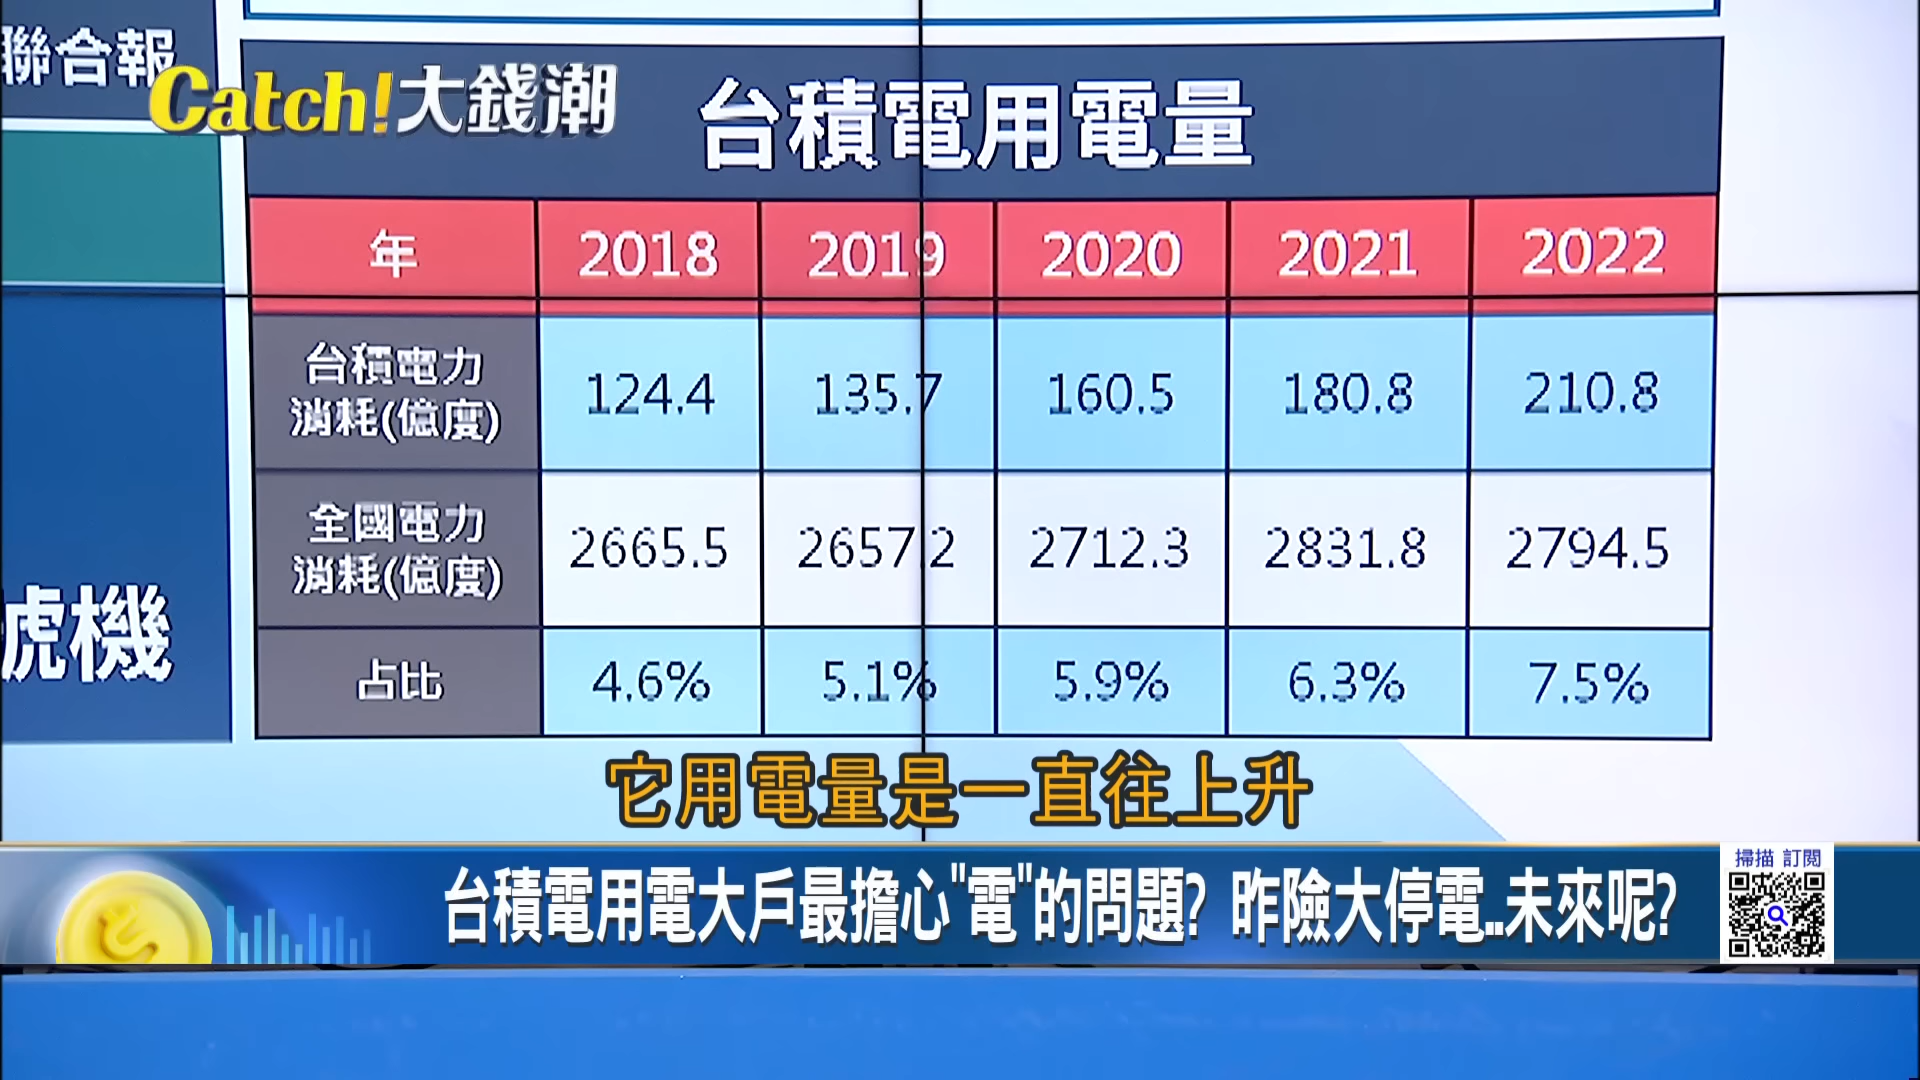 聯合報
Catch!大錢潮
台積電用電量
年 2018 2019 2020 2021 2022
台積電力
消耗(億度) 124.4 135.7 160.5 180.8 210.8
全國電力
消耗(億度) 2665.5 2657.2 2712.3 2831.8 2794.5
占比 4.6% 5.1% 5.9% 6.3% 7.5%
號機
它用電量是一直往上升
台積電用電大戶最擔心"電"的問題? 昨險大停電..未來呢?
掃描 訂閱